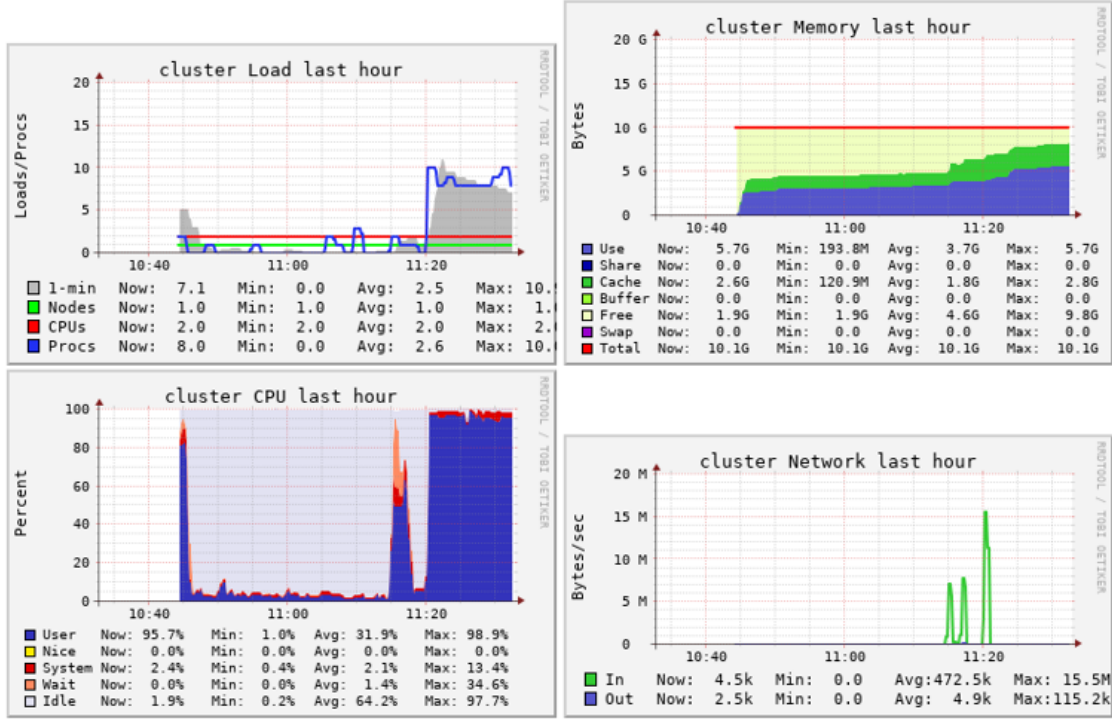 cluster Load last hour
RRDTOOL / TOBI OETIKER
Loads/Procs
20
15
10
5
0
10:40 11:00 11:20
1-min Now: 7.1 Min: 0.0 Avg: 2.5 Max: 10.
Nodes Now: 1.0 Min: 1.0 Avg: 1.0 Max: 1.
CPUs Now: 2.0 Min: 2.0 Avg: 2.0 Max: 2.
Procs Now: 8.0 Min: 0.0 Avg: 2.6 Max: 10.
cluster Memory last hour
RRDTOOL / TOBI OETIKER
Bytes
20 G
15 G
10 G
5 G
0
10:40 11:00 11:20
Use Now: 5.7G Min: 193.8M Avg: 3.7G Max: 5.7G
Share Now: 0.0 Min: 0.0 Avg: 0.0 Max: 0.0
Cache Now: 2.6G Min: 120.9M Avg: 1.8G Max: 2.8G
Buffer Now: 0.0 Min: 0.0 Avg: 0.0 Max: 0.0
Free Now: 1.9G Min: 1.9G Avg: 4.6G Max: 9.8G
Swap Now: 0.0 Min: 0.0 Avg: 0.0 Max: 0.0
Total Now: 10.1G Min: 10.1G Avg: 10.1G Max: 10.1G
cluster CPU last hour
RRDTOOL / TOBI OETIKER
Percent
100
80
60
40
20
0
10:40 11:00 11:20
User Now: 95.7% Min: 1.0% Avg: 31.9% Max: 98.9%
Nice Now: 0.0% Min: 0.0% Avg: 0.0% Max: 0.0%
System Now: 2.4% Min: 0.4% Avg: 2.1% Max: 13.4%
Wait Now: 0.0% Min: 0.0% Avg: 1.4% Max: 34.6%
Idle Now: 1.9% Min: 0.2% Avg: 64.2% Max: 97.7%
cluster Network last hour
RRDTOOL / TOBI OETIKER
Bytes/sec
20 M
15 M
10 M
5 M
0
10:40 11:00 11:20
In Now: 4.5k Min: 0.0 Avg:472.5k Max: 15.5M
Out Now: 2.5k Min: 0.0 Avg: 4.9k Max:115.2k